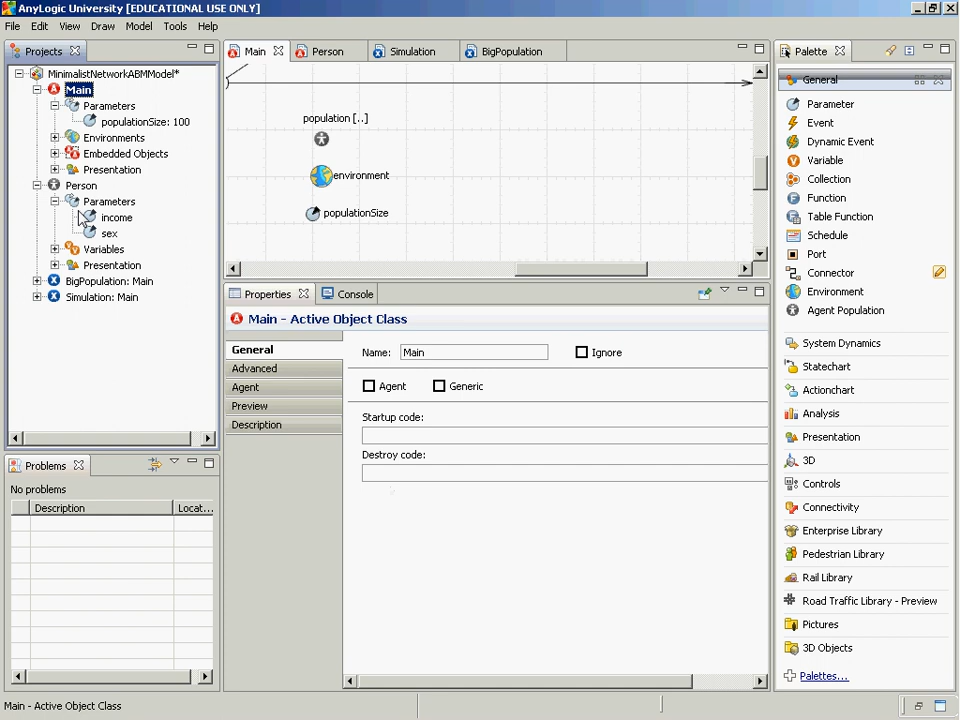 AnyLogic University [EDUCATIONAL USE ONLY]
File Edit View Draw Model Tools Help
Projects
MinimalistNetworkABMModel*
Main
Parameters
populationSize: 100
Environments
Embedded Objects
Presentation
Person
Parameters
income
sex
Variables
Presentation
BigPopulation: Main
Simulation: Main
Problems
No problems
Description Locat...
Main Person Simulation BigPopulation
population [..]
environment
populationSize
Properties Console
Main - Active Object Class
General
Advanced
Agent
Preview
Description
Name: Main Ignore
Agent Generic
Startup code:
Destroy code:
Palette
General
Parameter
Event
Dynamic Event
Variable
Collection
Function
Table Function
Schedule
Port
Connector
Environment
Agent Population
System Dynamics
Statechart
Actionchart
Analysis
Presentation
3D
Controls
Connectivity
Enterprise Library
Pedestrian Library
Rail Library
Road Traffic Library - Preview
Pictures
3D Objects
Palettes...
Main - Active Object Class